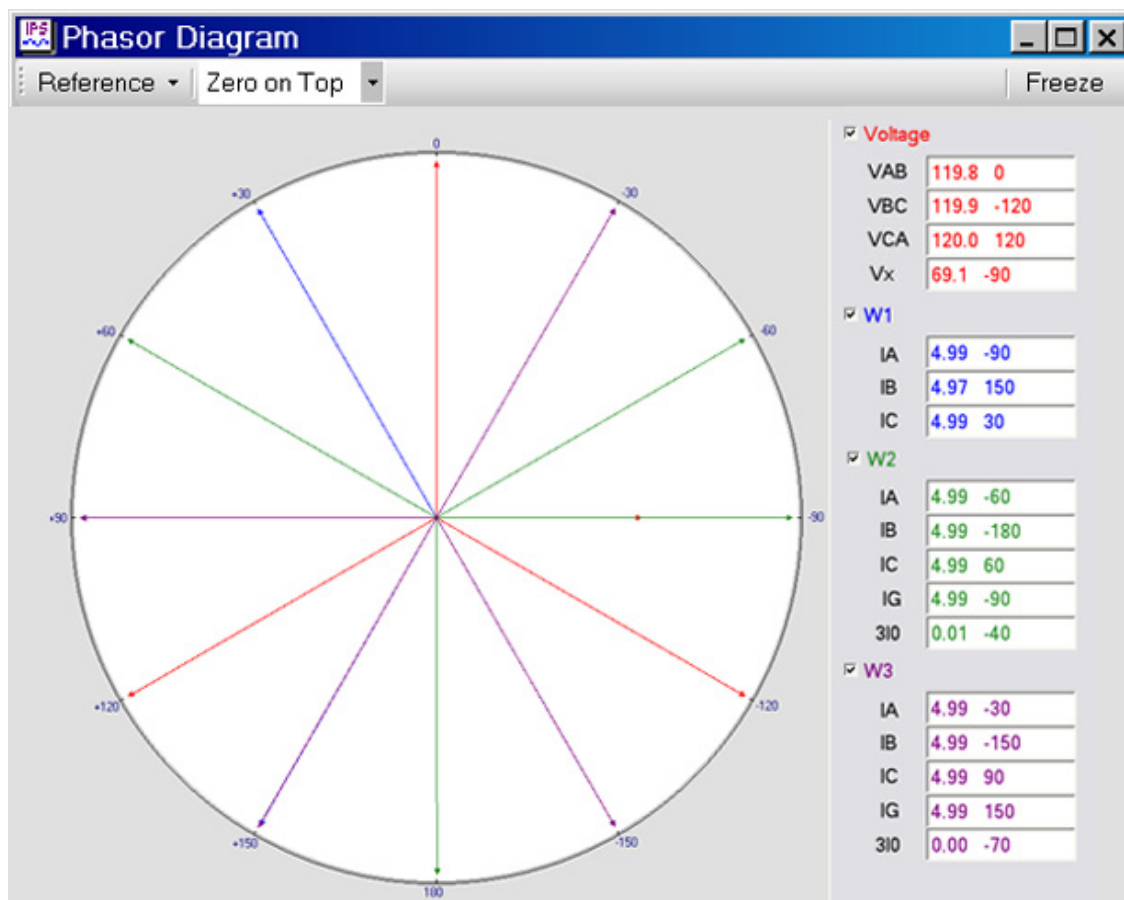 IPS Phasor Diagram
Reference Zero on Top Freeze
0
+30 -30
+60 -60
+90 -90
+120 -120
+150 -150
180
Voltage
VAB 119.8 0
VBC 119.9 -120
VCA 120.0 120
Vx 69.1 -90
W1
IA 4.99 -90
IB 4.97 150
IC 4.99 30
W2
IA 4.99 -60
IB 4.99 -180
IC 4.99 60
IG 4.99 -90
3I0 0.01 -40
W3
IA 4.99 -30
IB 4.99 -150
IC 4.99 90
IG 4.99 150
3I0 0.00 -70